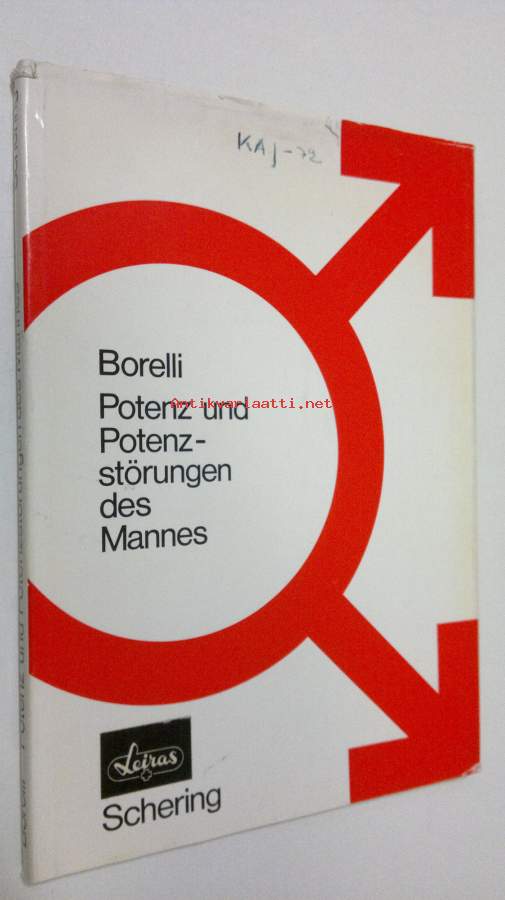 KAJ-72
Borelli
Potenz und
Antikvariaatti.net
Potenz-
störungen
des
Mannes
Leiras
Schering